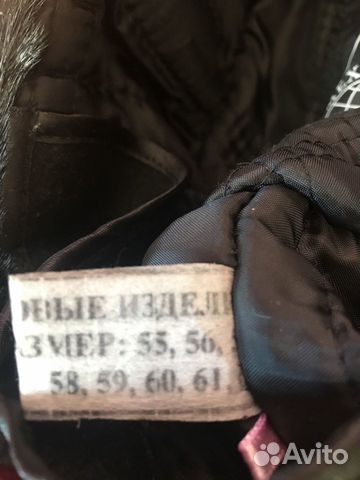 ОВЫЕ ИЗДЕЛИ
ЗМЕР: 55, 56,
58, 59, 60, 61,
Avito